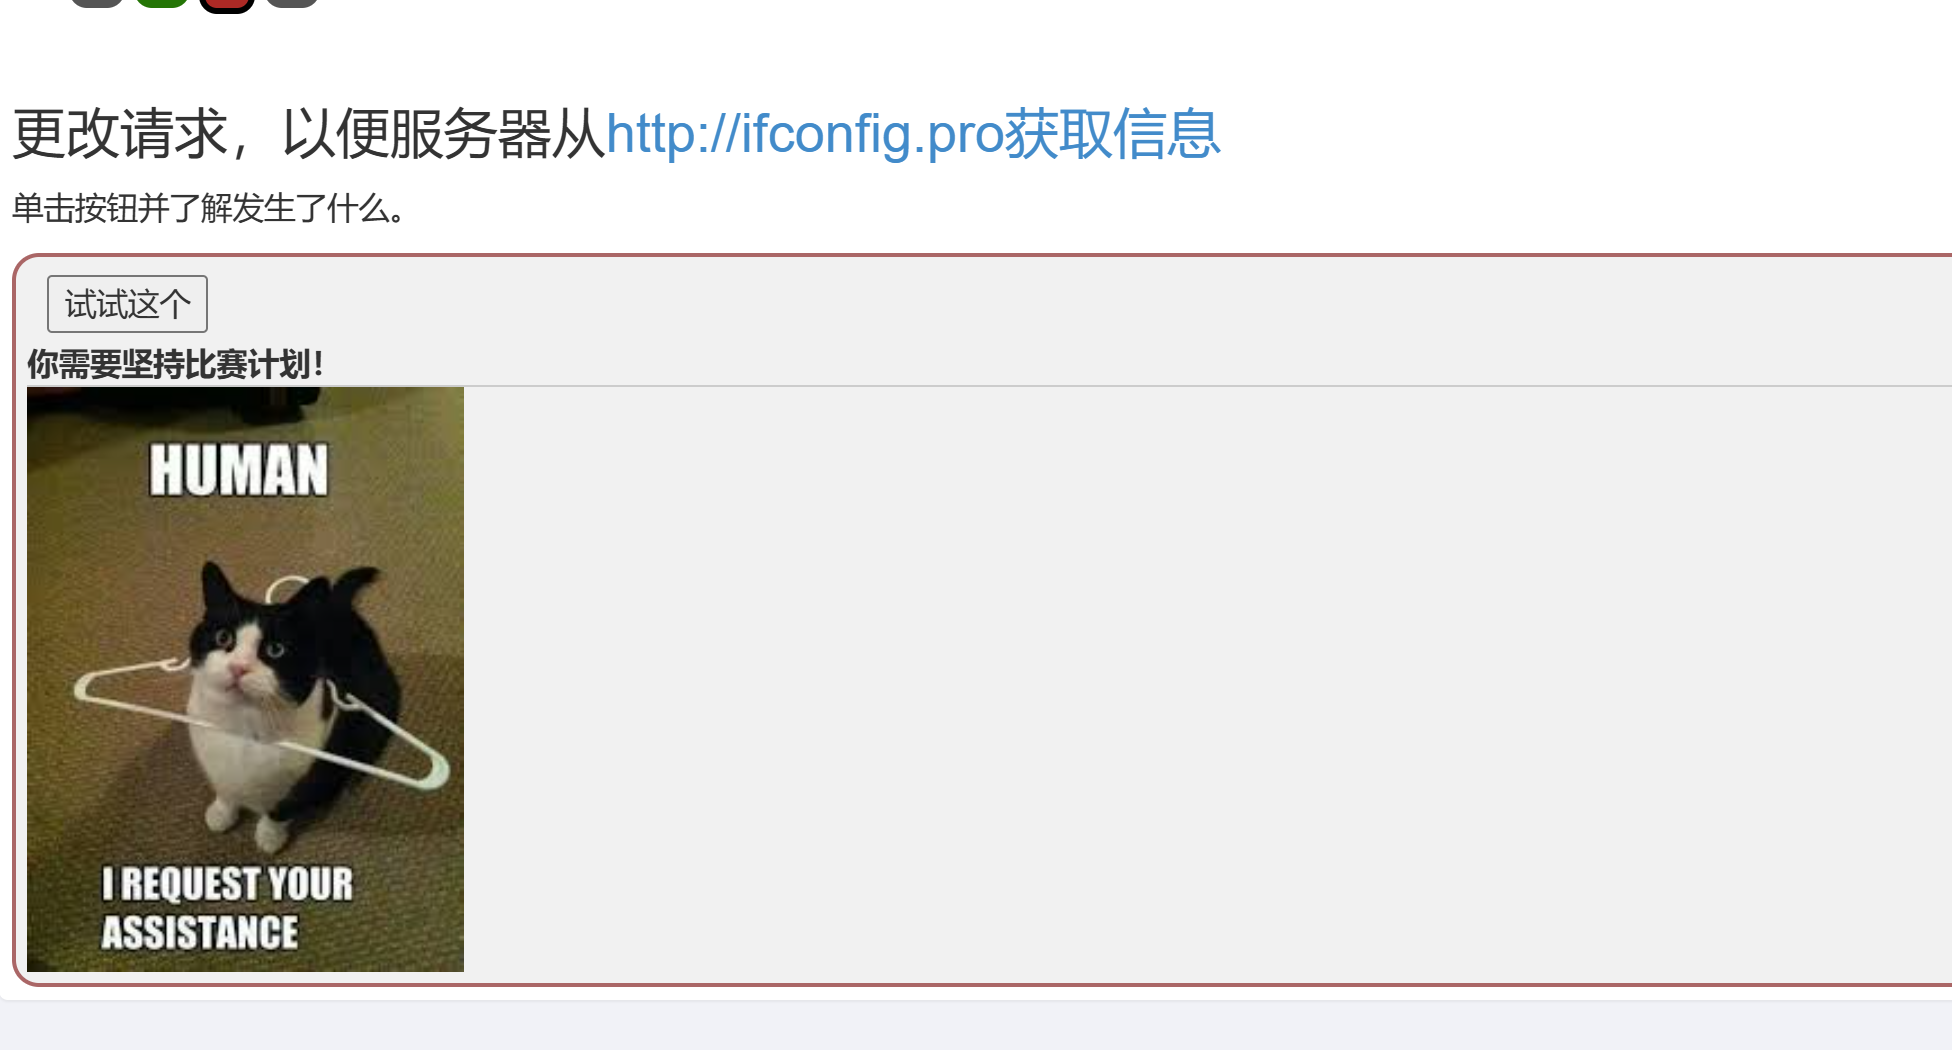 更改请求，以便服务器从http://ifconfig.pro获取信息
单击按钮并了解发生了什么。
试试这个
你需要坚持比赛计划！
HUMAN
I REQUEST YOUR
ASSISTANCE